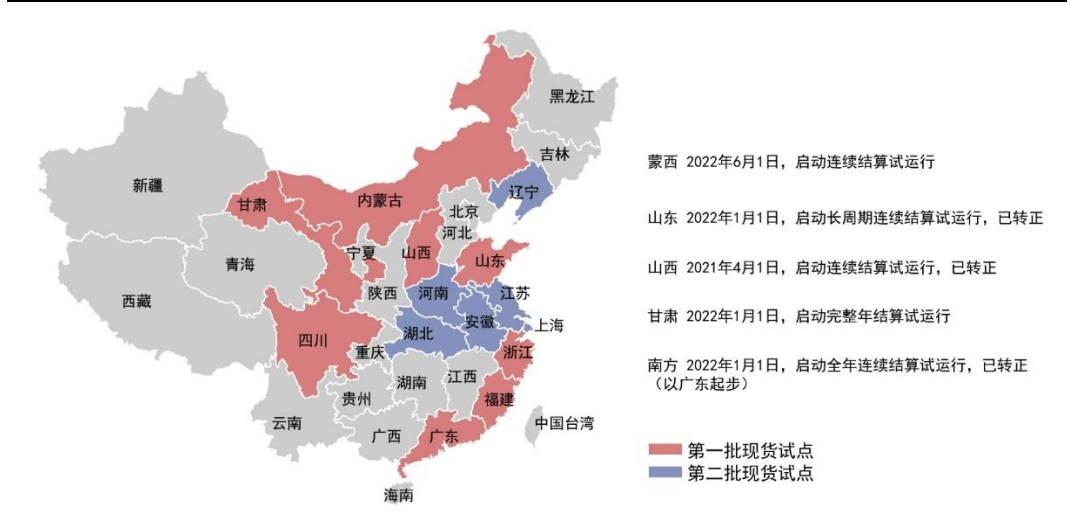 黑龙江
吉林
辽宁
新疆
甘肃
内蒙古
北京
河北
宁夏
山西
山东
青海
西藏
陕西
河南
江苏
安徽
上海
湖北
四川
重庆
浙江
湖南
江西
贵州
福建
云南
广西
广东
中国台湾
海南
蒙西 2022年6月1日,启动连续结算试运行
山东 2022年1月1日,启动长周期连续结算试运行,已转正
山西 2021年4月1日,启动连续结算试运行,已转正
甘肃 2022年1月1日,启动完整年结算试运行
南方 2022年1月1日,启动全年连续结算试运行,已转正
(以广东起步)
第一批现货试点
第二批现货试点